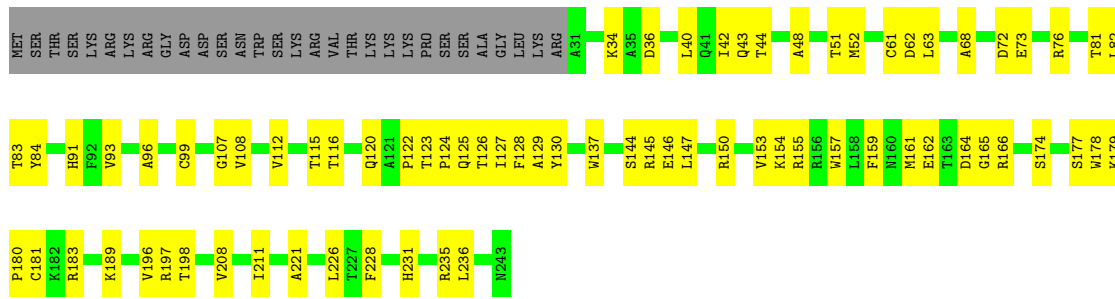 MET SER THR SER LYS ARG LYS ARG GLY ASP ASP SER ASN TRP SER LYS ARG VAL THR LYS LYS LYS PRO SER SER ALA GLY LEU LYS ARG A31 K34 A35 D36 L40 Q41 I42 Q43 T44 A48 T51 M52 C61 D62 L63 A68 D72 E73 R76 T81
T83 Y84 H91 F92 V93 A96 C99 G107 V108 V112 T115 T116 Q120 A121 P122 T123 P124 Q125 T126 I127 F128 A129 Y130 W137 S144 R145 E146 L147 R150 V153 K154 R155 R156 W157 L158 F159 N160 M161 E162 T163 D164 G165 R166 S174 S177 W178
P180 C181 K182 R183 K189 V196 R197 T198 V208 I211 A221 L226 T227 F228 H231 R235 L236 N243